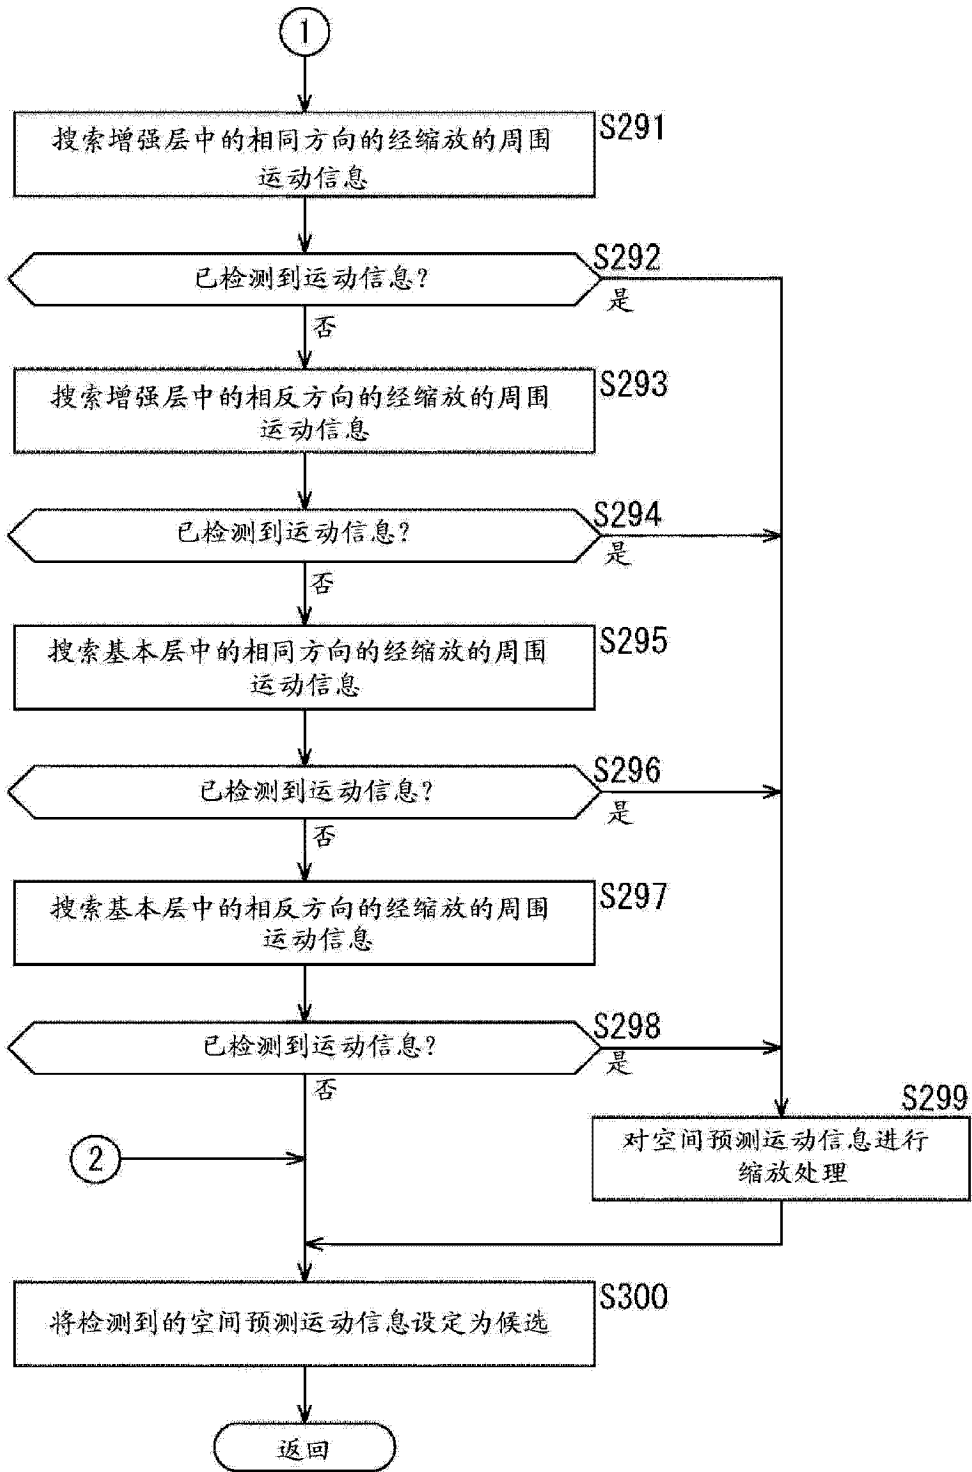 1
搜索增强层中的相同方向的经缩放的周围
运动信息
S291
已检测到运动信息?
S292
是
否
搜索增强层中的相反方向的经缩放的周围
运动信息
S293
已检测到运动信息?
S294
是
否
搜索基本层中的相同方向的经缩放的周围
运动信息
S295
已检测到运动信息?
S296
是
否
搜索基本层中的相反方向的经缩放的周围
运动信息
S297
已检测到运动信息?
S298
是
否
S299
对空间预测运动信息进行
缩放处理
2
将检测到的空间预测运动信息设定为候选
S300
返回